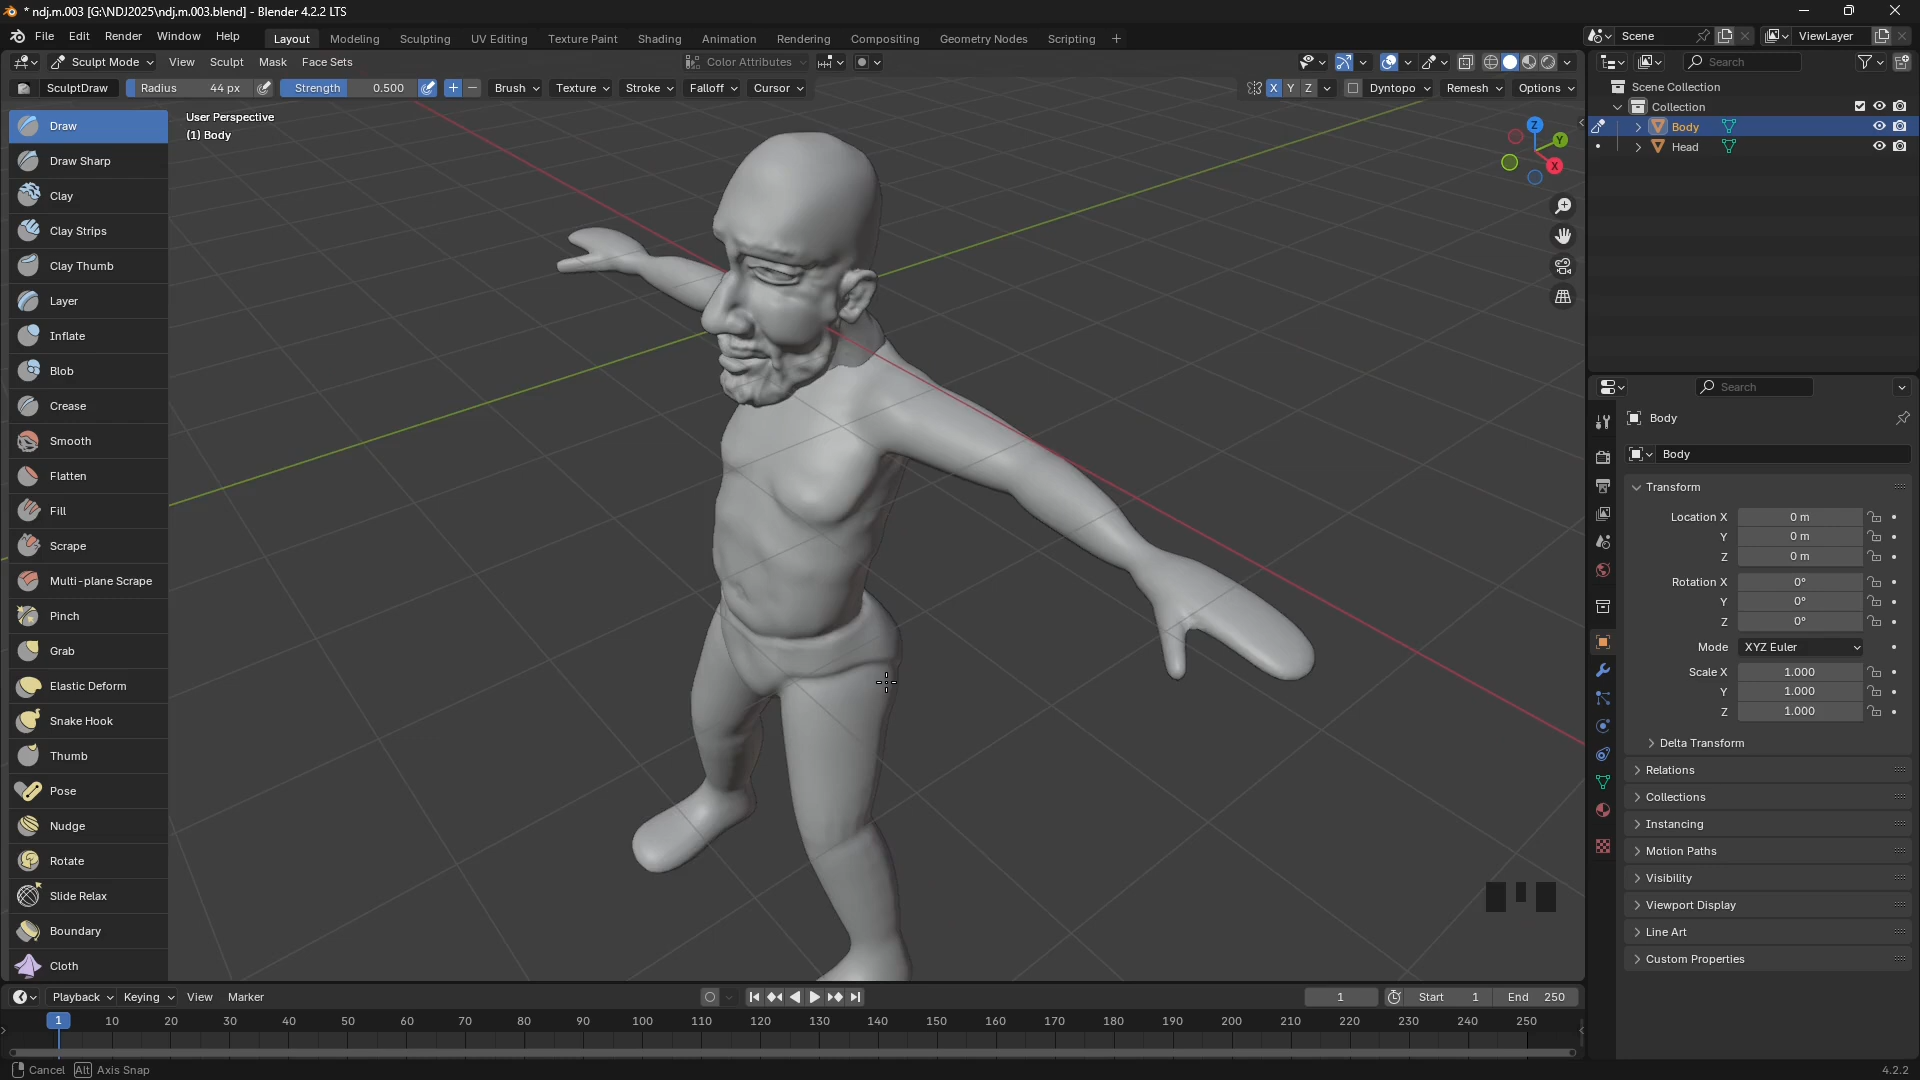 * ndj.m.003 [G:\NDJ2025\ndj.m.003.blend] - Blender 4.2.2 LTS
File Edit Render Window Help Layout Modeling Sculpting UV Editing Texture Paint Shading Animation Rendering Compositing Geometry Nodes Scripting + Scene ViewLayer
Sculpt Mode View Sculpt Mask Face Sets Color Attributes Search
SculptDraw Radius 44 px Strength 0.500 + − Brush Texture Stroke Falloff Cursor X Y Z Dyntopo Remesh Options
User Perspective
(1) Body
Draw
Draw Sharp
Clay
Clay Strips
Clay Thumb
Layer
Inflate
Blob
Crease
Smooth
Flatten
Fill
Scrape
Multi-plane Scrape
Pinch
Grab
Elastic Deform
Snake Hook
Thumb
Pose
Nudge
Rotate
Slide Relax
Boundary
Cloth
Z
Y
X
Scene Collection
Collection
Body
Head
Search
Body
Body
Transform
Location X 0 m
Y 0 m
Z 0 m
Rotation X 0°
Y 0°
Z 0°
Mode XYZ Euler
Scale X 1.000
Y 1.000
Z 1.000
Delta Transform
Relations
Collections
Instancing
Motion Paths
Visibility
Viewport Display
Line Art
Custom Properties
Playback Keying View Marker 1 Start 1 End 250
1 10 20 30 40 50 60 70 80 90 100 110 120 130 140 150 160 170 180 190 200 210 220 230 240 250
Cancel Alt Axis Snap 4.2.2